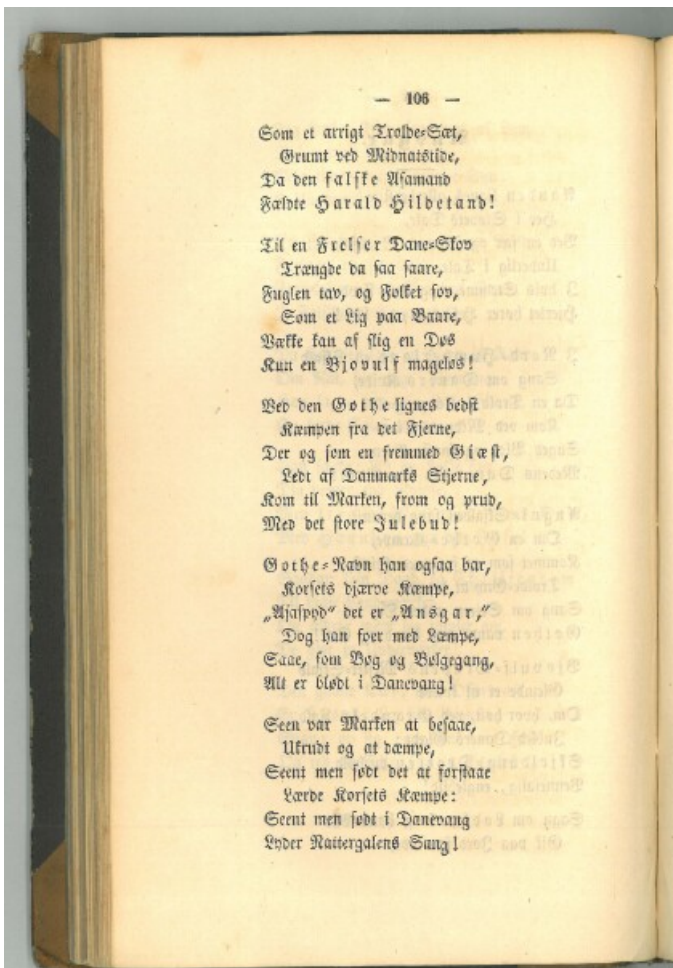 — 106 —
Som et arrigt Trolde-Sæt,
Grumt ved Midnatstide,
Da den falske Asamand
Fældte Harald Hildetand!
Til en Frelser Dane-Skov
Trængde da saa saare,
Fuglen tav, og Folket sov,
Som et Lig paa Baare,
Vække kan af slig en Døs
Kun en Bjovulf mageløs!
Ved den Gothe lignes bedst
Kæmpen fra det Fjerne,
Der og som en fremmed Giæst,
Ledt af Danmarks Stjerne,
Kom til Marken, from og prud,
Med det store Julebud!
Gothe-Navn han ogsaa bar,
Korsets djærve Kæmpe,
„Asaspyd“ det er „Ansgar,“
Dog han foer med Læmpe,
Saae, som Bøg og Bølgegang,
Alt er blødt i Danevang!
Seen var Marken at besaae,
Ukrudt og at dæmpe,
Seent men sødt det at forstaae
Lærde Korsets Kæmpe:
Seent men sødt i Danevang
Lyder Nattergalens Sang!